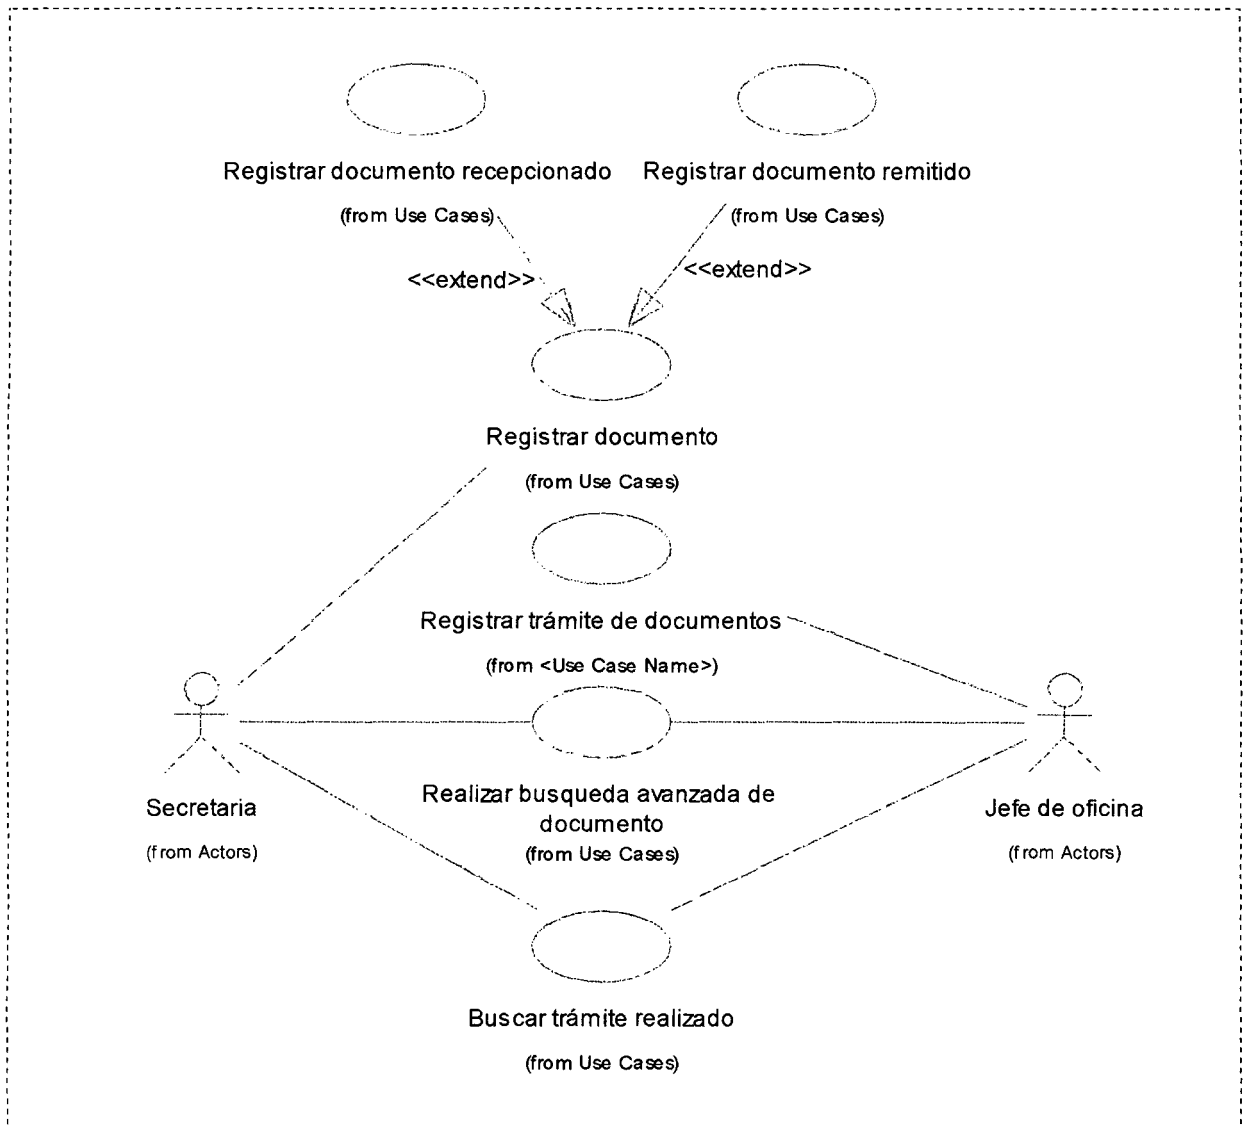 Registrar documento recepcionado
Registrar documento remitido
(from Use Cases)
(from Use Cases)
<<extend>>
<<extend>>
Registrar documento
(from Use Cases)
Registrar trámite de documentos
(from <Use Case Name>)
Realizar busqueda avanzada de
documento
(from Use Cases)
Secretaria
(from Actors)
Jefe de oficina
(from Actors)
Buscar trámite realizado
(from Use Cases)